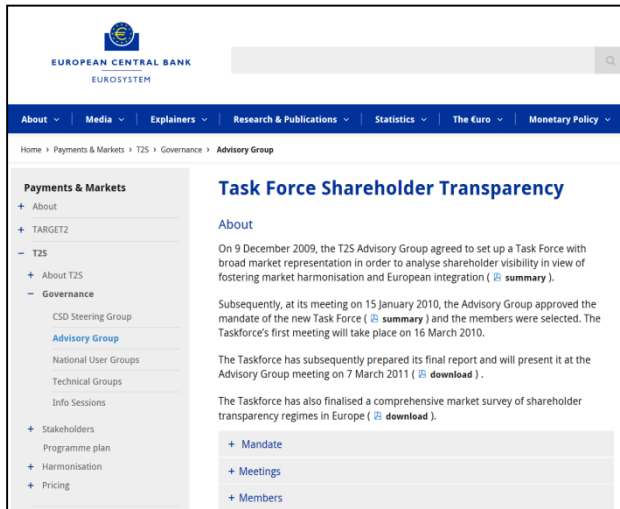 EUROPEAN CENTRAL BANK
EUROSYSTEM
About
Media
Explainers
Research & Publications
Statistics
The €uro
Monetary Policy
Home › Payments & Markets › T2S › Governance › Advisory Group
Payments & Markets
+ About
+ TARGET2
− T2S
+ About T2S
− Governance
CSD Steering Group
Advisory Group
National User Groups
Technical Groups
Info Sessions
+ Stakeholders
Programme plan
+ Harmonisation
+ Pricing
Task Force Shareholder Transparency
About
On 9 December 2009, the T2S Advisory Group agreed to set up a Task Force with
broad market representation in order to analyse shareholder visibility in view of
fostering market harmonisation and European integration ( summary ).
Subsequently, at its meeting on 15 January 2010, the Advisory Group approved the
mandate of the new Task Force ( summary ) and the members were selected. The
Taskforce's first meeting will take place on 16 March 2010.
The Taskforce has subsequently prepared its final report and will present it at the
Advisory Group meeting on 7 March 2011 ( download ) .
The Taskforce has also finalised a comprehensive market survey of shareholder
transparency regimes in Europe ( download ).
+ Mandate
+ Meetings
+ Members